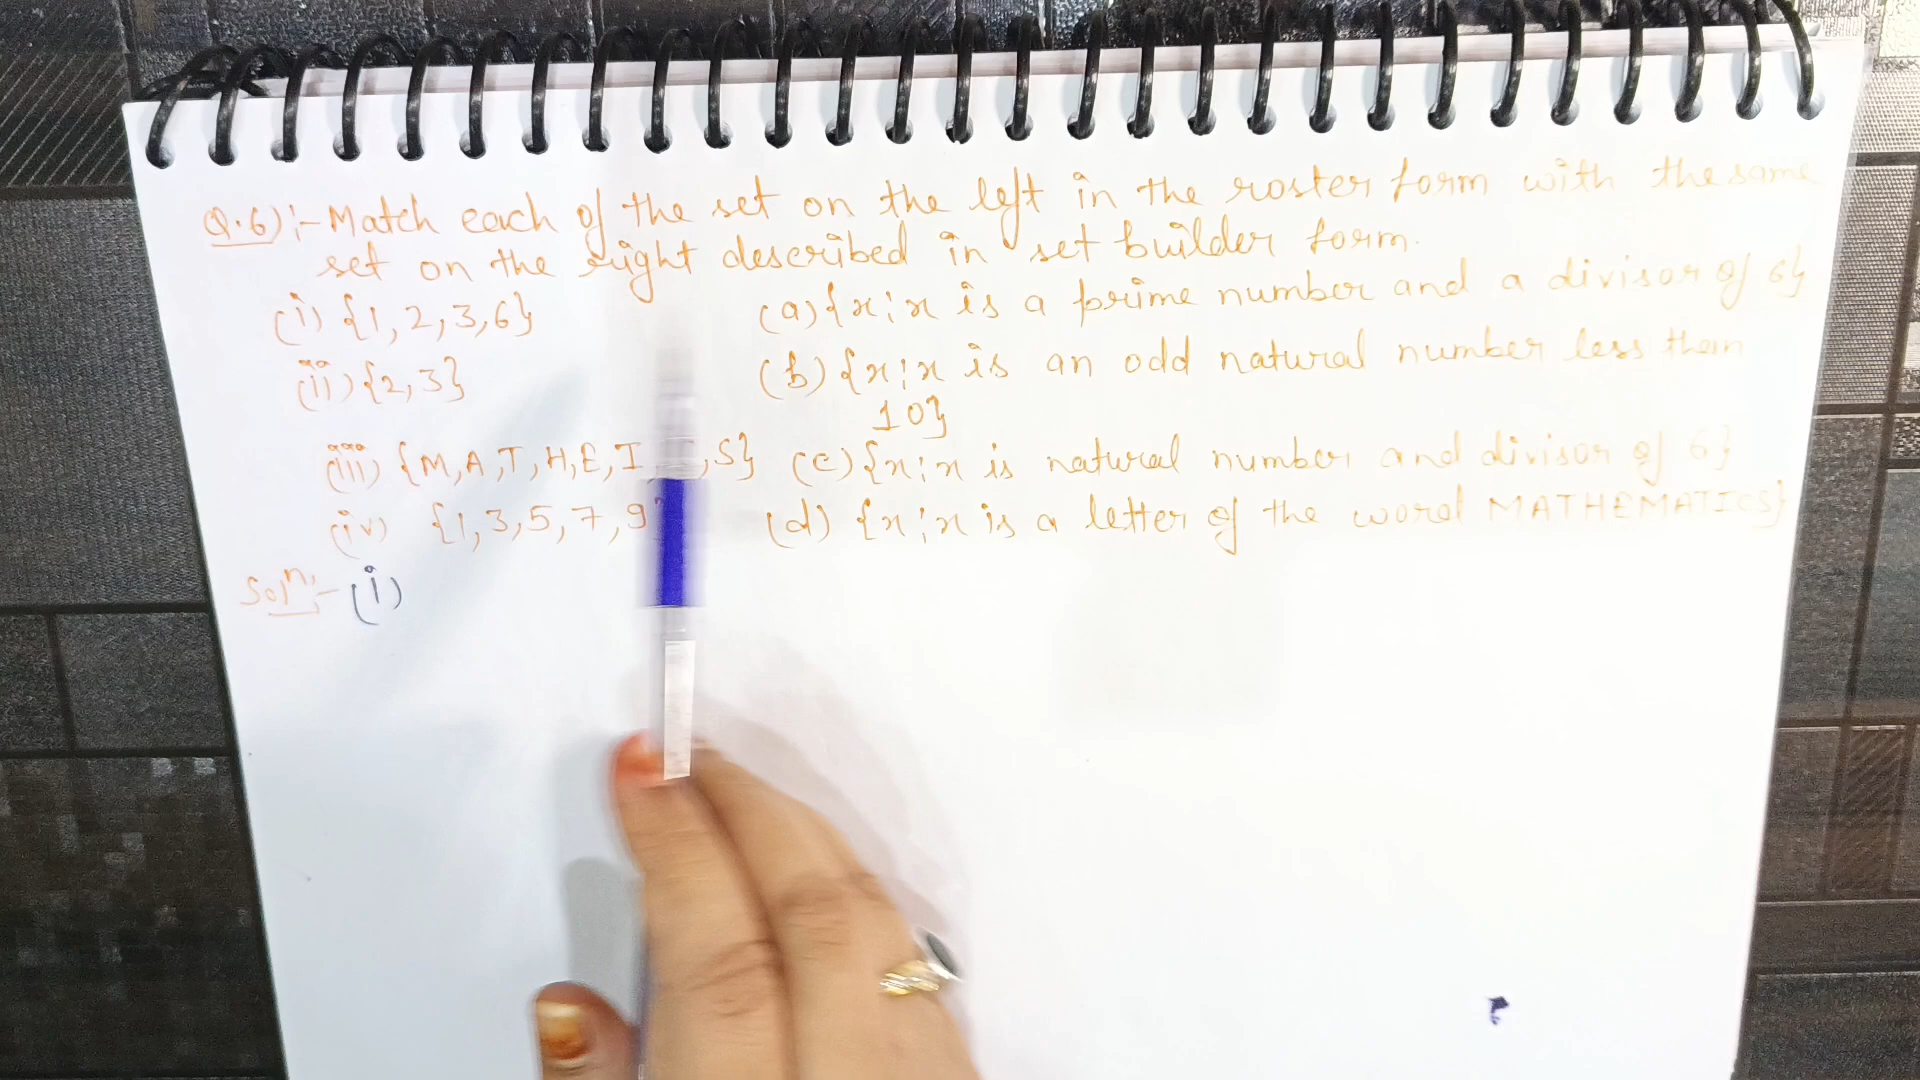 Q.6):- Match each of the set on the left in the roster form with the same
set on the right described in set builder form.
(i) {1, 2, 3, 6} (a) {x : x is a prime number and a divisor of 6}
(ii) {2, 3} (b) {x : x is an odd natural number less than
10}
(iii) {M, A, T, H, E, I, , S} (c) {x : x is natural number and divisor of 6}
(iv) {1, 3, 5, 7, 9} (d) {x : x is a letter of the word MATHEMATICS}
Soln:- (i)